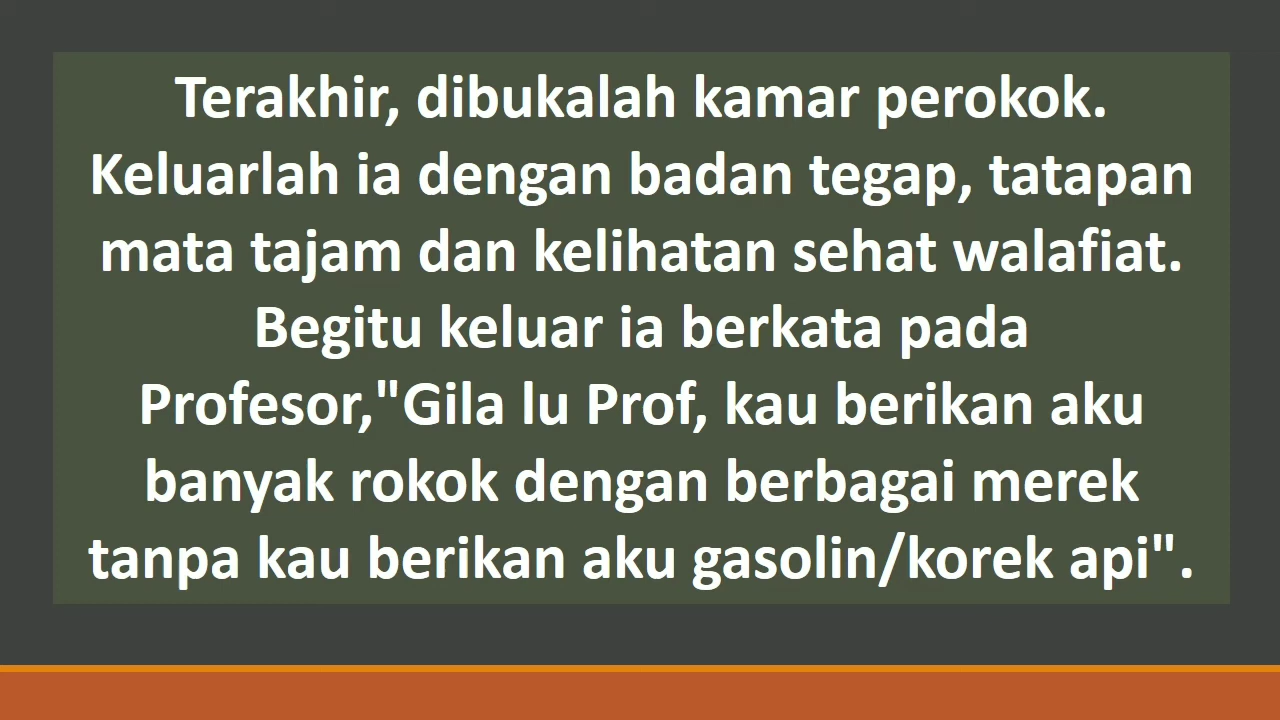 Terakhir, dibukalah kamar perokok.
Keluarlah ia dengan badan tegap, tatapan
mata tajam dan kelihatan sehat walafiat.
Begitu keluar ia berkata pada
Profesor,"Gila lu Prof, kau berikan aku
banyak rokok dengan berbagai merek
tanpa kau berikan aku gasolin/korek api".